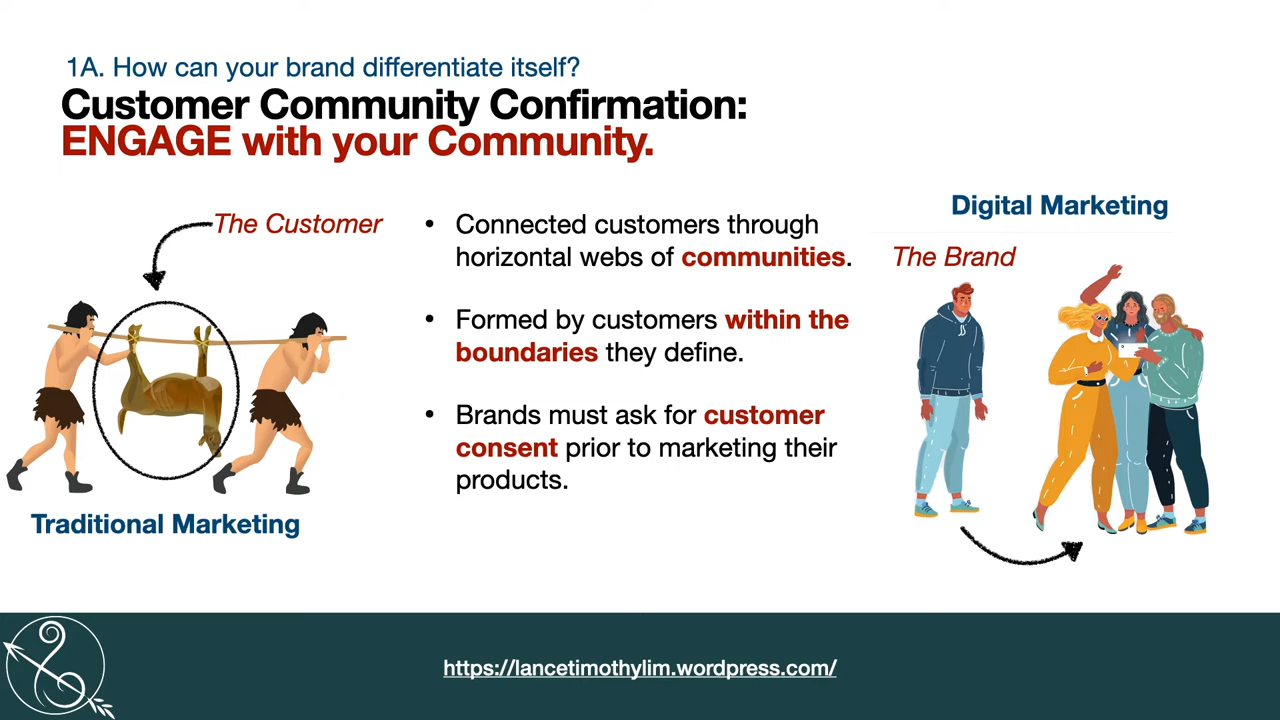 1A. How can your brand differentiate itself?
Customer Community Confirmation:
ENGAGE with your Community.
The Customer
Traditional Marketing
• Connected customers through
horizontal webs of communities.
• Formed by customers within the
boundaries they define.
• Brands must ask for customer
consent prior to marketing their
products.
Digital Marketing
The Brand
https://lancetimothylim.wordpress.com/